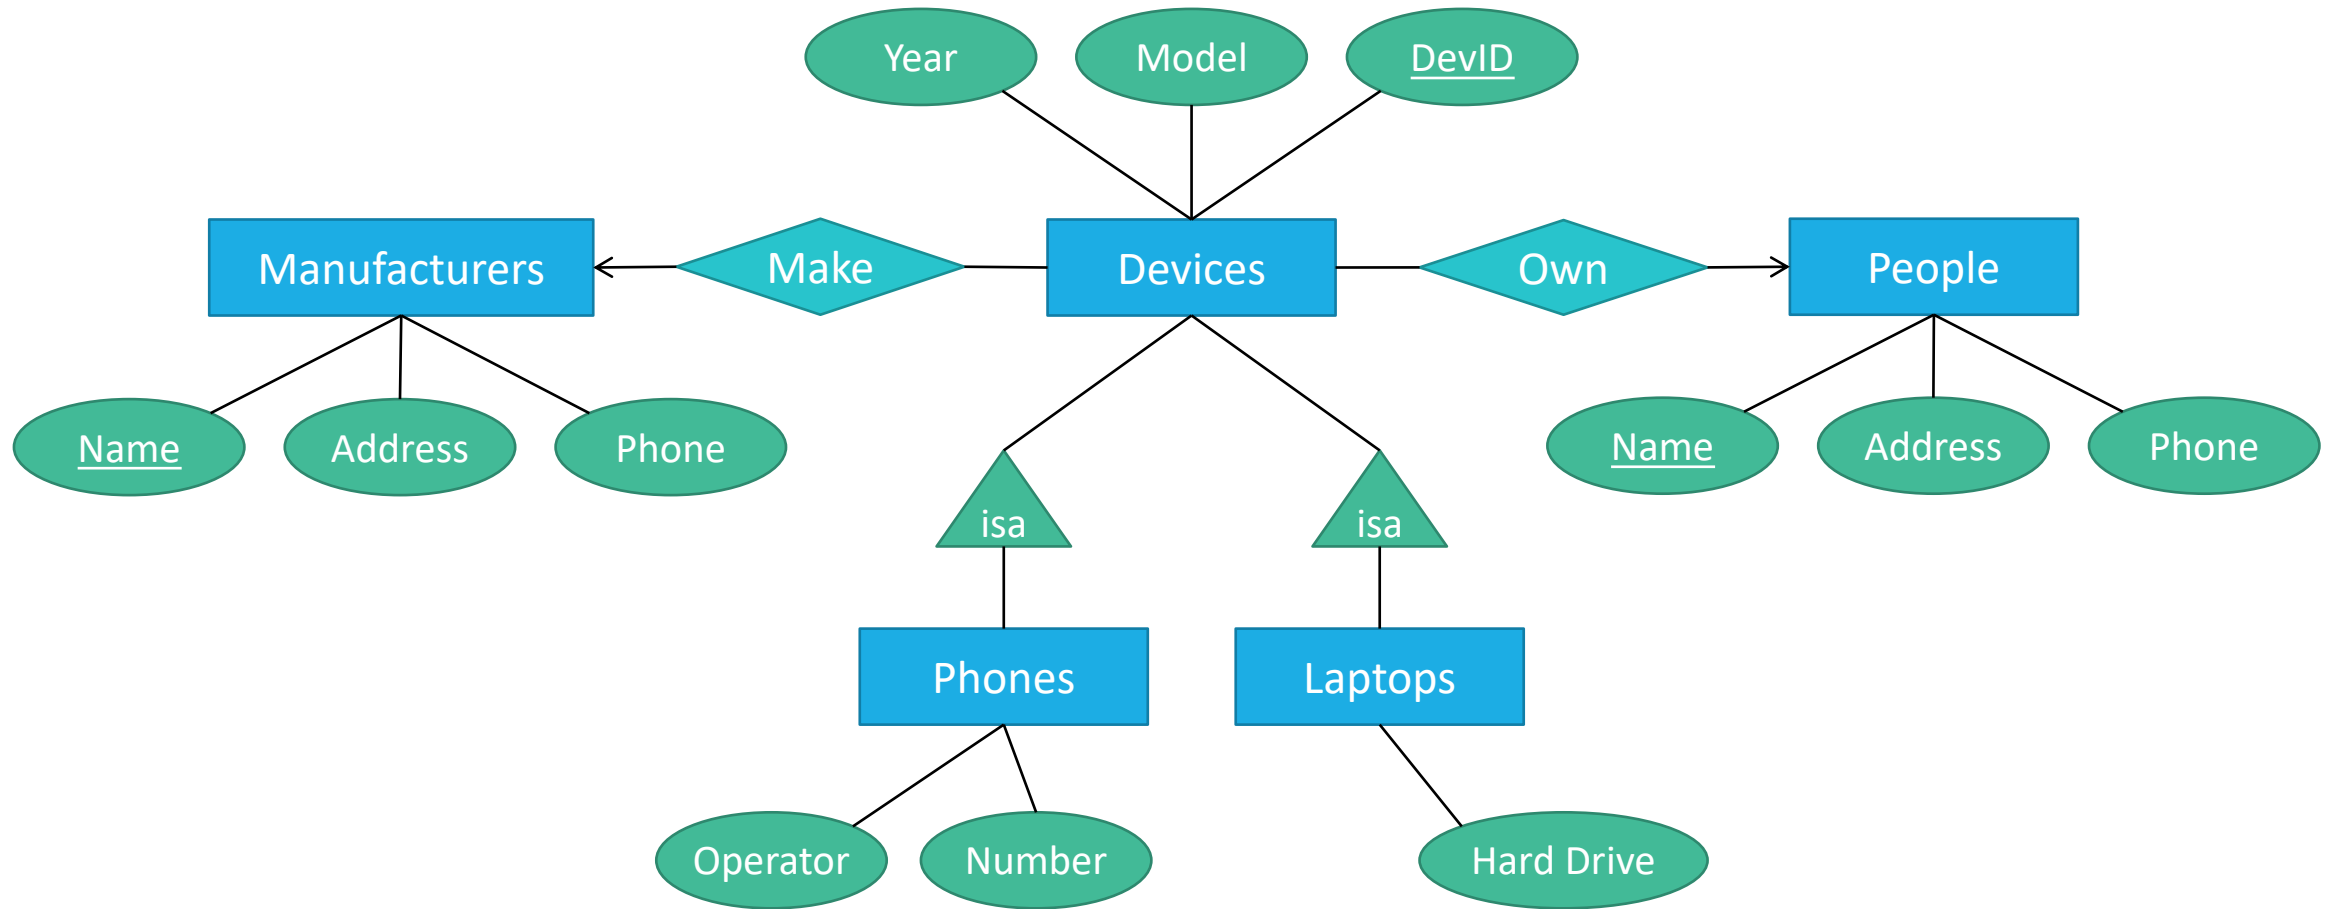 Year
Model
DevID
Manufacturers
Make
Devices
Own
People
Name
Address
Phone
Name
Address
Phone
isa
isa
Phones
Laptops
Operator
Number
Hard Drive